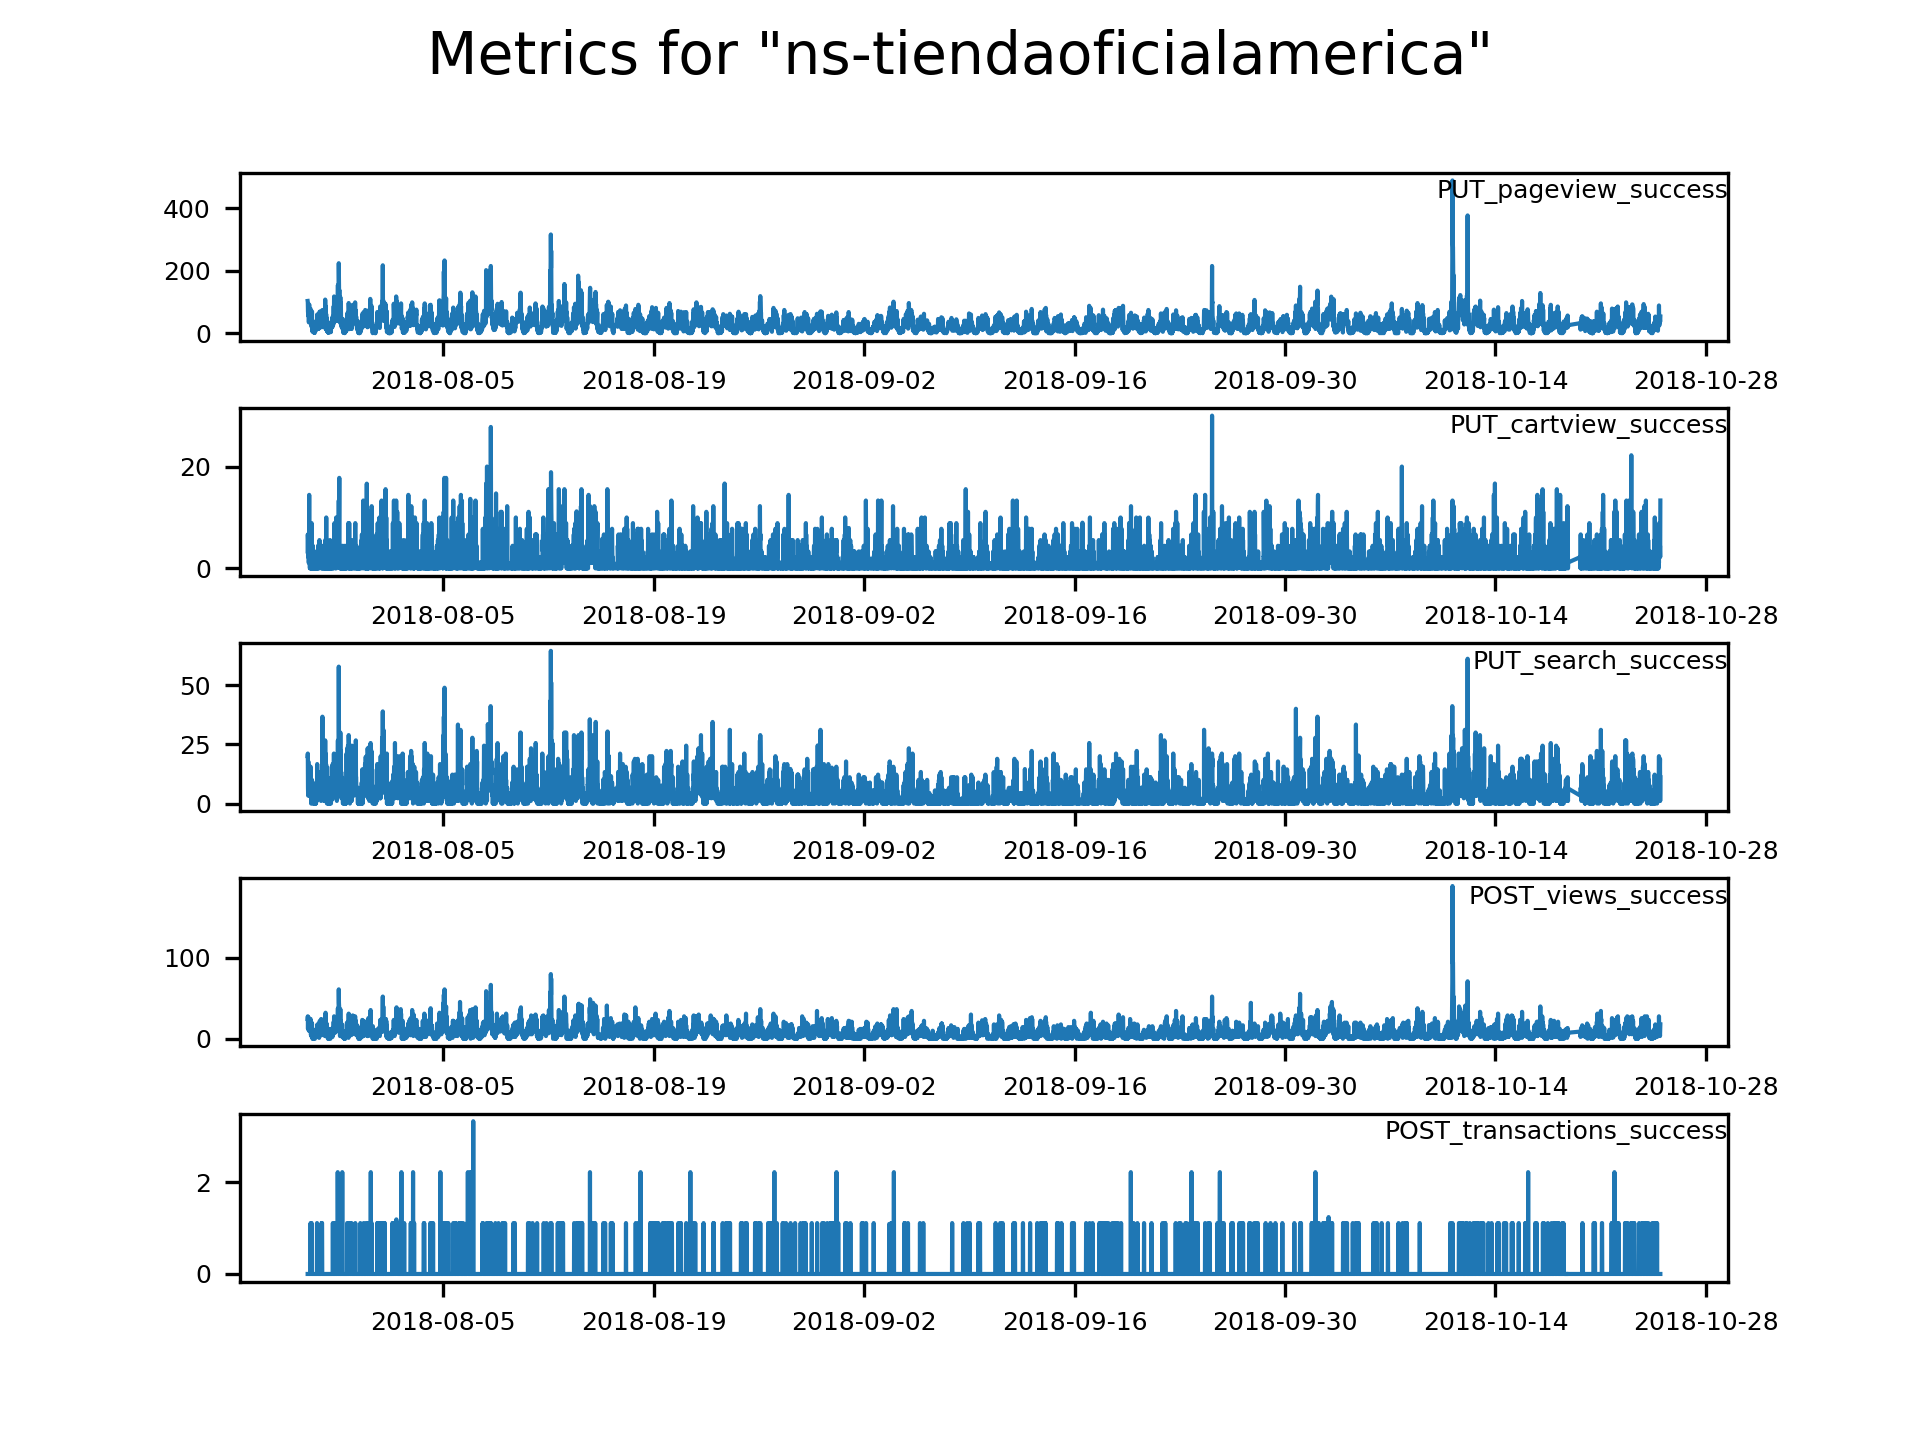 Metrics for "ns-tiendaoficialamerica"
PUT_pageview_success
400
200
0
2018-08-05 2018-08-19 2018-09-02 2018-09-16 2018-09-30 2018-10-14 2018-10-28
PUT_cartview_success
20
0
2018-08-05 2018-08-19 2018-09-02 2018-09-16 2018-09-30 2018-10-14 2018-10-28
PUT_search_success
50
25
0
2018-08-05 2018-08-19 2018-09-02 2018-09-16 2018-09-30 2018-10-14 2018-10-28
POST_views_success
100
0
2018-08-05 2018-08-19 2018-09-02 2018-09-16 2018-09-30 2018-10-14 2018-10-28
POST_transactions_success
2
0
2018-08-05 2018-08-19 2018-09-02 2018-09-16 2018-09-30 2018-10-14 2018-10-28